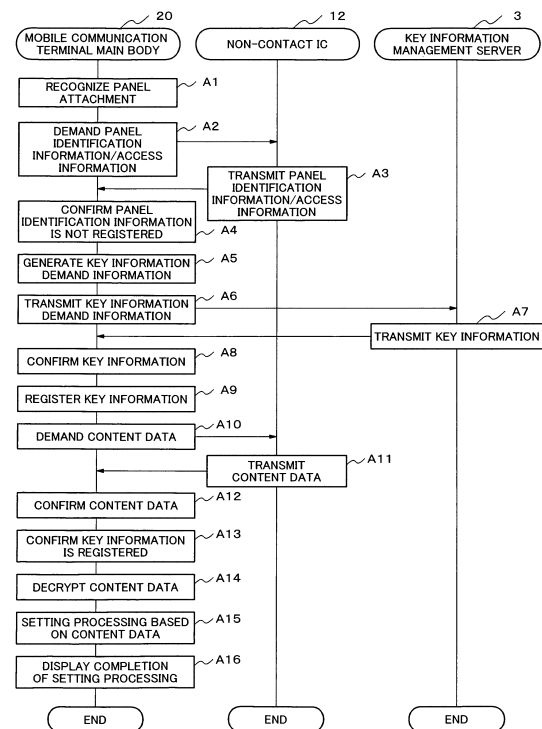 20
12
3
MOBILE COMMUNICATION
TERMINAL MAIN BODY
NON-CONTACT IC
KEY INFORMATION
MANAGEMENT SERVER
RECOGNIZE PANEL
ATTACHMENT
A1
DEMAND PANEL
IDENTIFICATION
INFORMATION/ACCESS
INFORMATION
A2
TRANSMIT PANEL
IDENTIFICATION
INFORMATION/ACCESS
INFORMATION
A3
CONFIRM PANEL
IDENTIFICATION INFORMATION
IS NOT REGISTERED
A4
GENERATE KEY INFORMATION
DEMAND INFORMATION
A5
TRANSMIT KEY INFORMATION
DEMAND INFORMATION
A6
TRANSMIT KEY INFORMATION
A7
CONFIRM KEY INFORMATION
A8
REGISTER KEY INFORMATION
A9
DEMAND CONTENT DATA
A10
TRANSMIT
CONTENT DATA
A11
CONFIRM CONTENT DATA
A12
CONFIRM KEY INFORMATION
IS REGISTERED
A13
DECRYPT CONTENT DATA
A14
SETTING PROCESSING BASED
ON CONTENT DATA
A15
DISPLAY COMPLETION
OF SETTING PROCESSING
A16
END
END
END